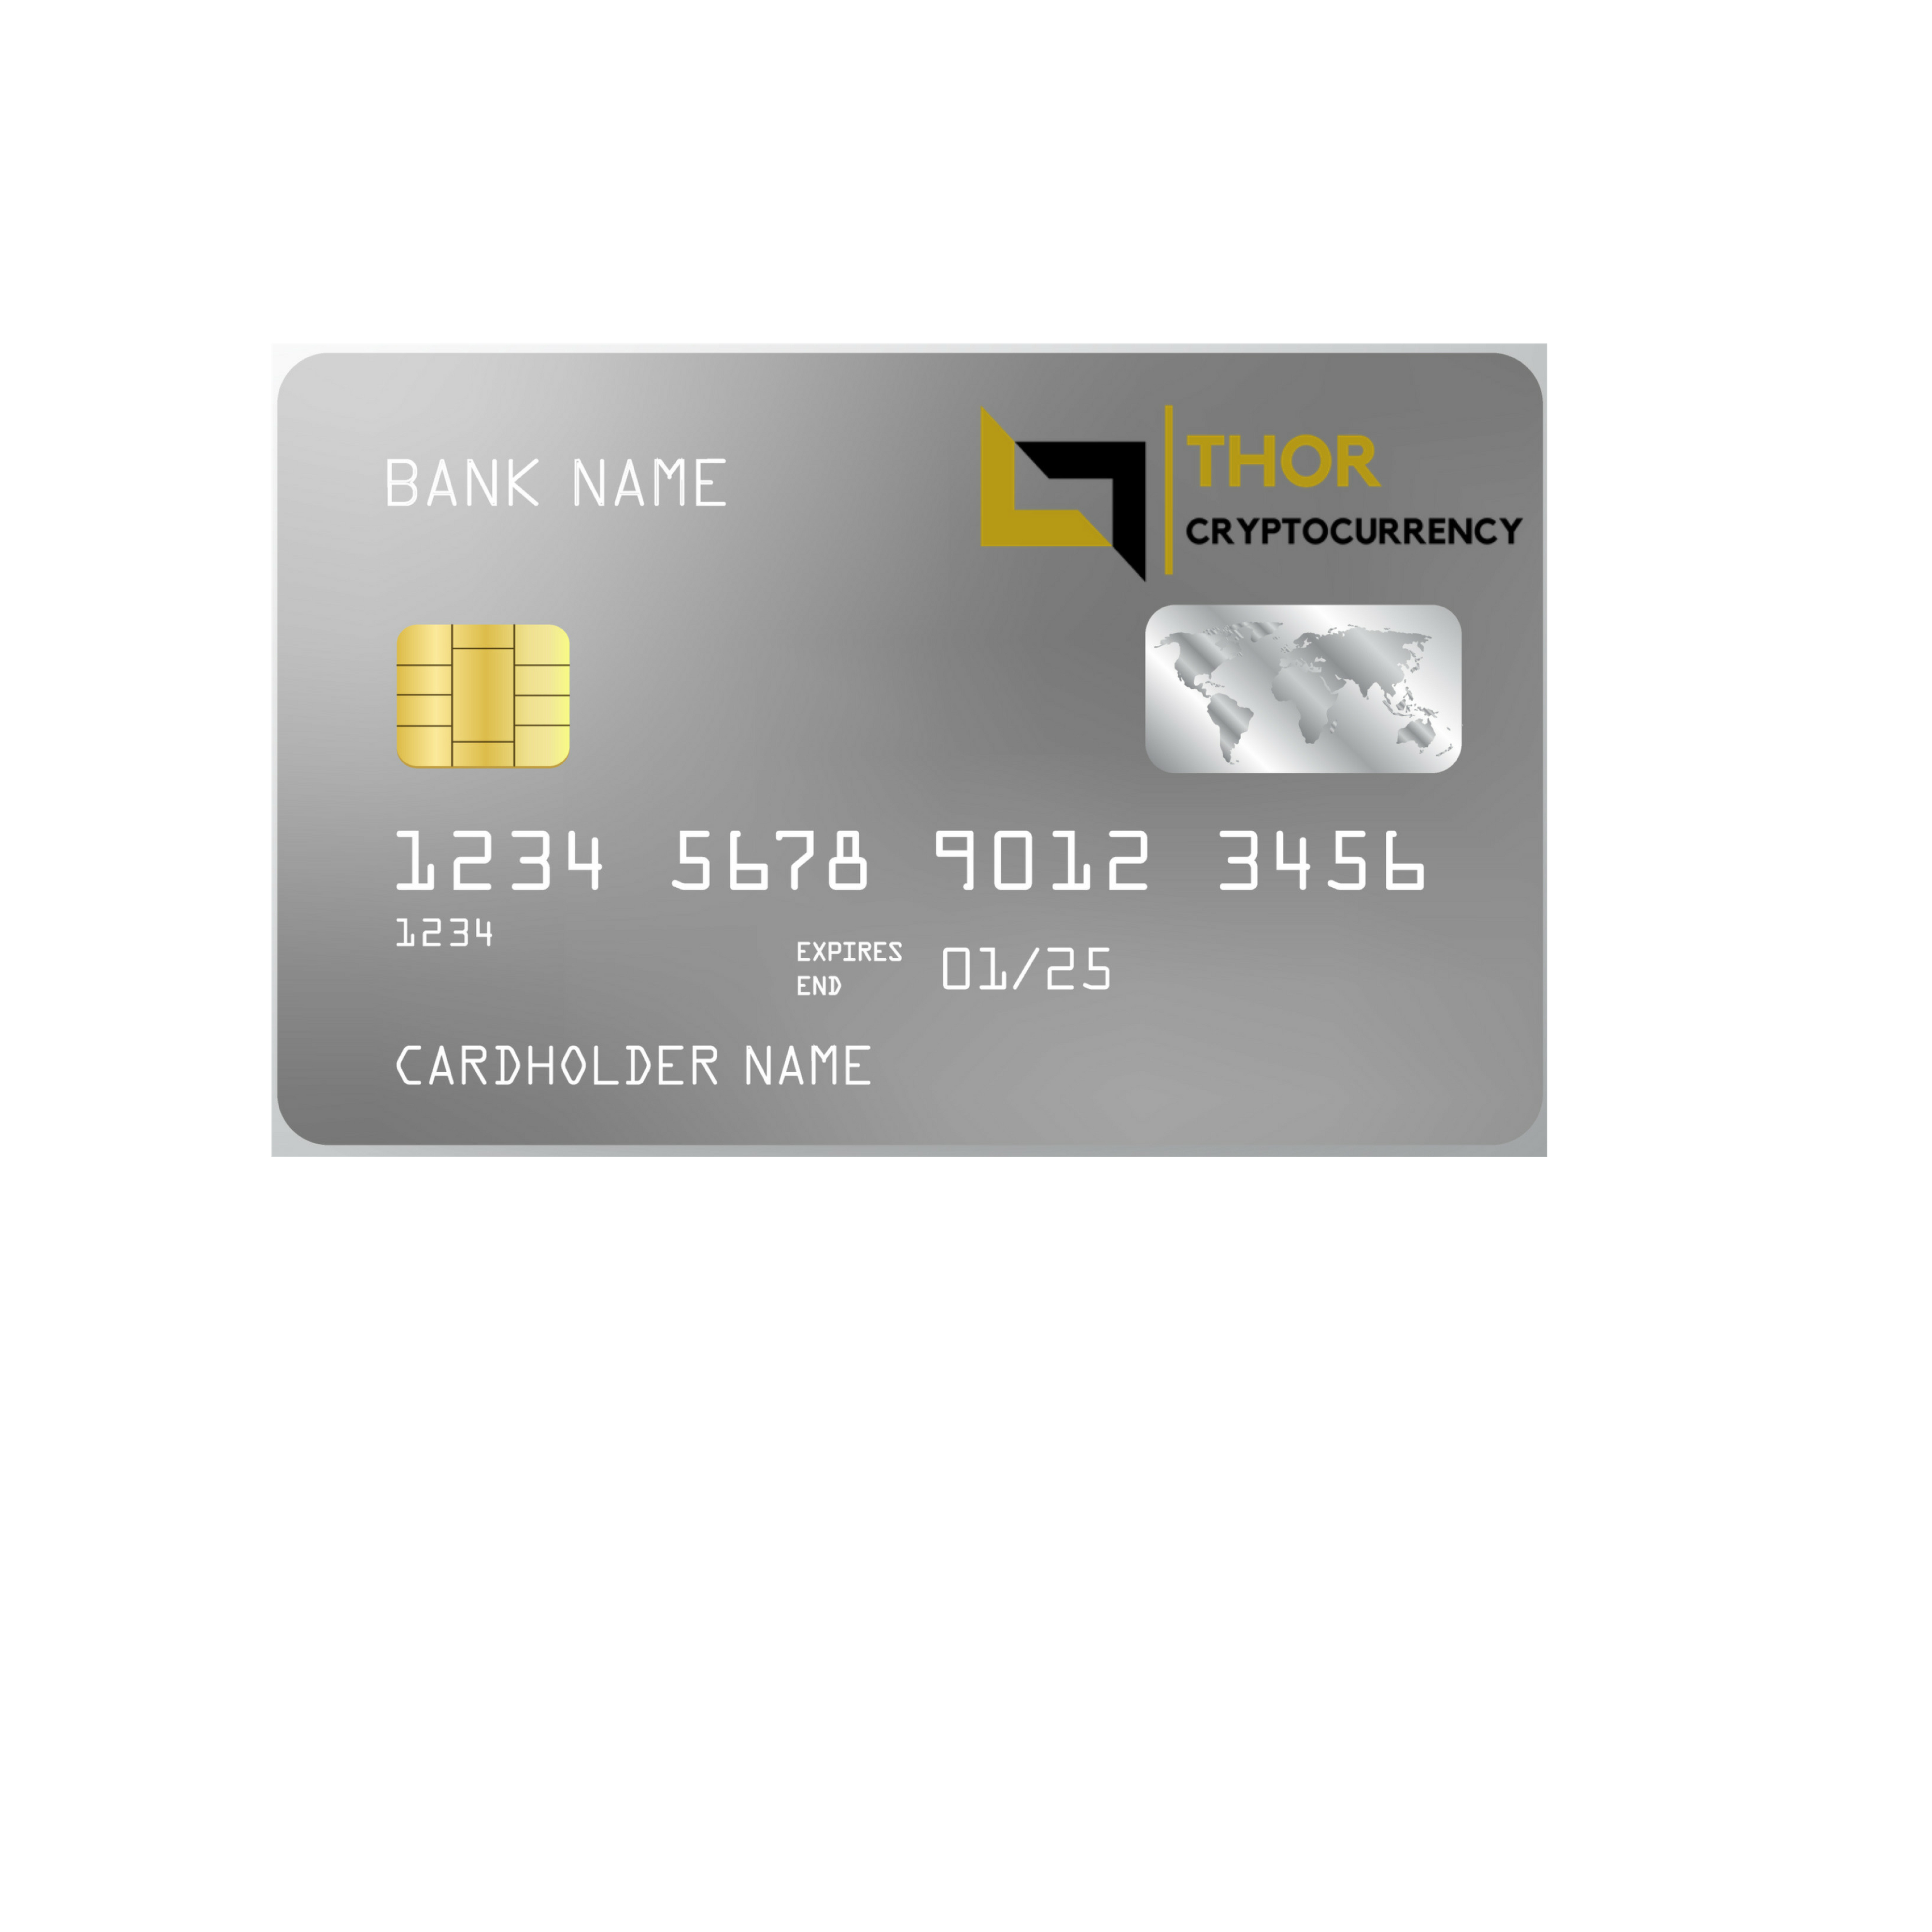 BANK NAME
THOR
CRYPTOCURRENCY
1234 5678 9012 3456
1234
EXPIRES
END
01/25
CARDHOLDER NAME